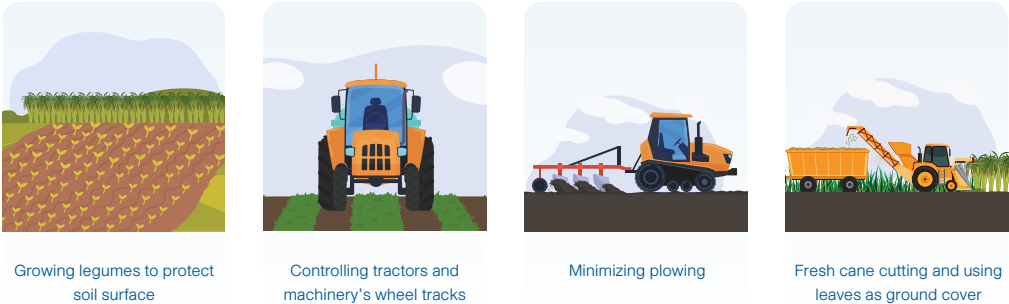 Growing legumes to protect
soil surface
Controlling tractors and
machinery's wheel tracks
Minimizing plowing
Fresh cane cutting and using
leaves as ground cover